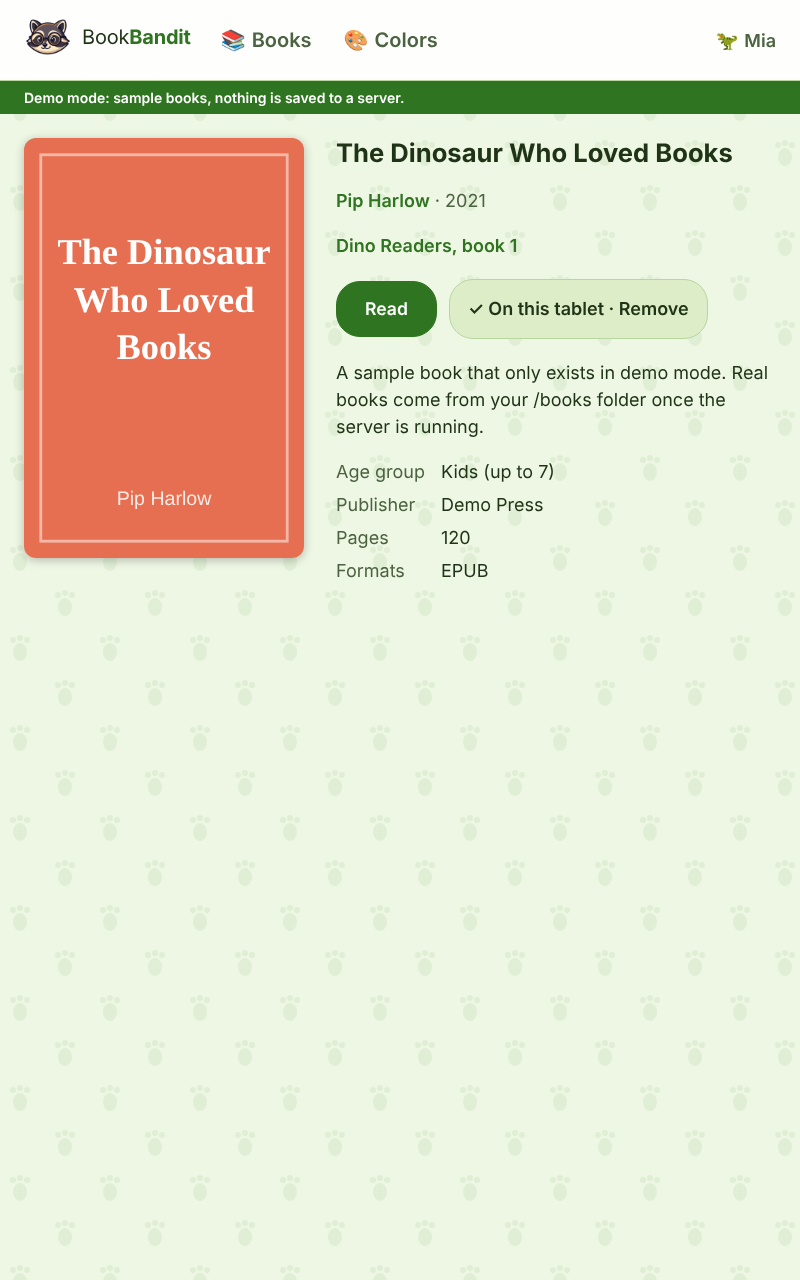 BookBandit
📚 Books
🎨 Colors
🦖 Mia
Demo mode: sample books, nothing is saved to a server.
The Dinosaur
Who Loved
Books
Pip Harlow
The Dinosaur Who Loved Books
Pip Harlow · 2021
Dino Readers, book 1
Read
✓ On this tablet · Remove
A sample book that only exists in demo mode. Real
books come from your /books folder once the
server is running.
Age group Kids (up to 7)
Publisher Demo Press
Pages 120
Formats EPUB